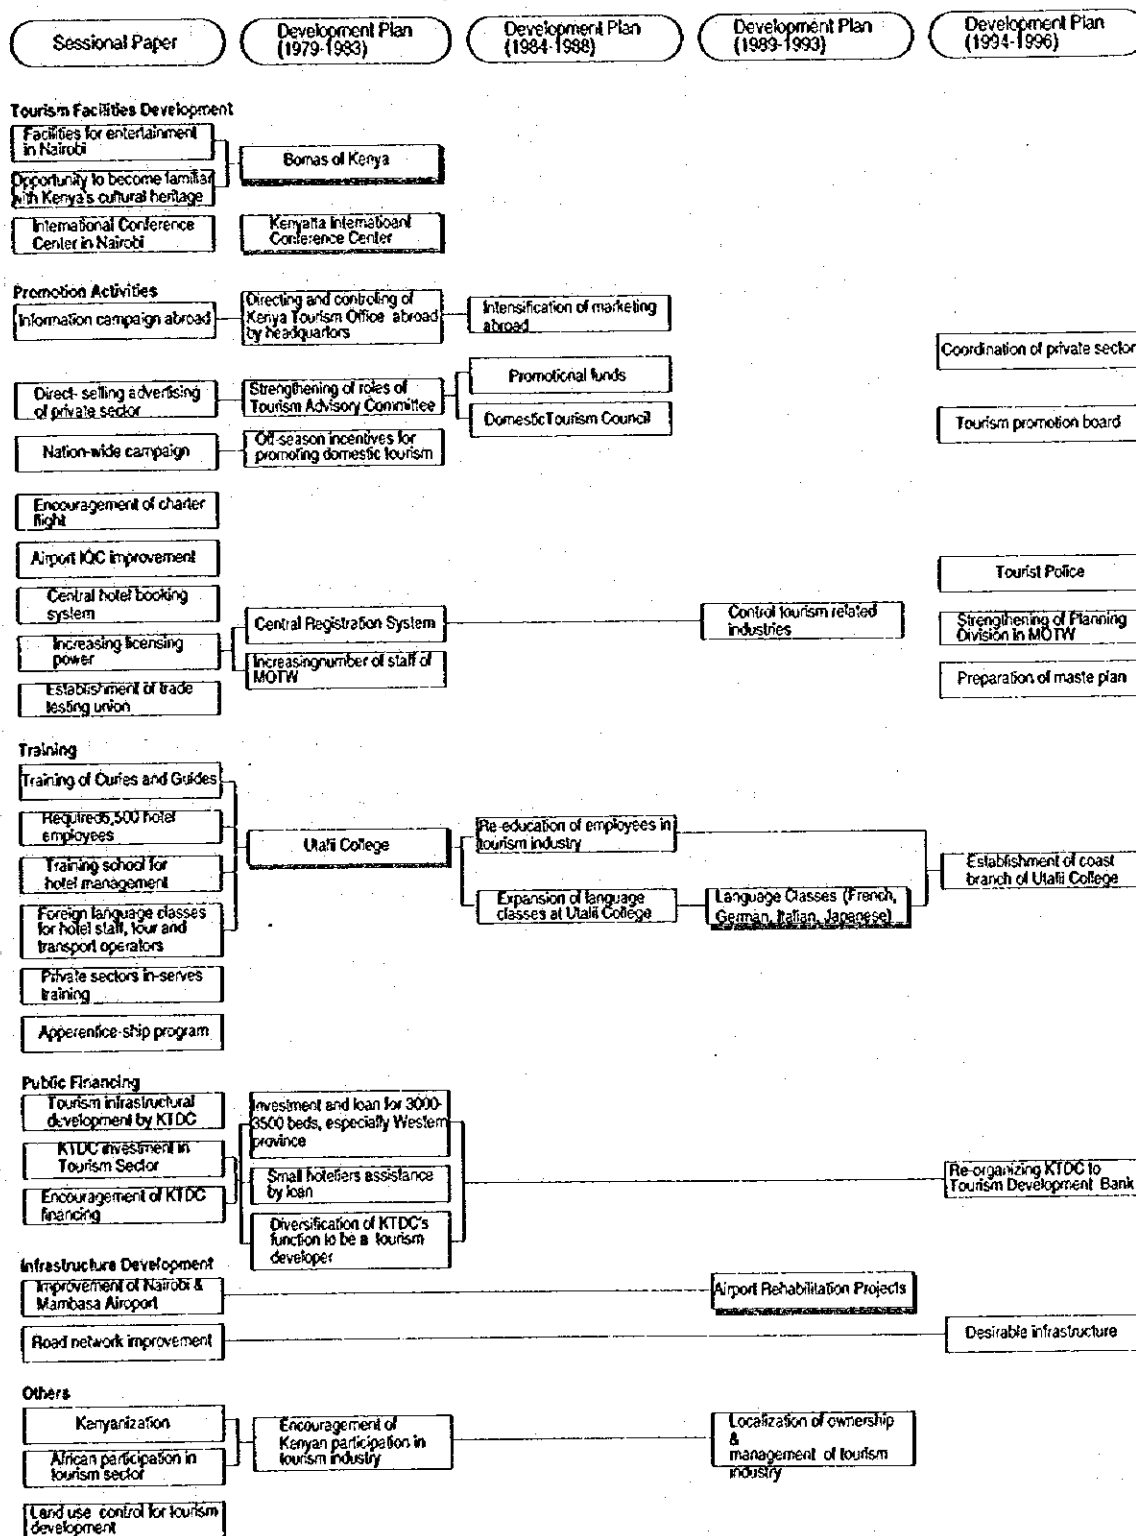 Sessional Paper
Development Plan
(1979-1983)
Development Plan
(1984-1988)
Development Plan
(1989-1993)
Development Plan
(1994-1996)
Tourism Facilities Development
Facilities for entertainment
in Nairobi
Opportunity to become familiar
with Kenya's cultural heritage
Bomas of Kenya
International Conference
Center in Nairobi
Kenyatta Internatioanl
Conference Center
Promotion Activities
Information campaign abroad
Directing and controling of
Kenya Tourism Office abroad
by headquartors
Intensification of marketing
abroad
Coordination of private sector
Direct- selling advertising
of private sector
Strengthening of roles of
Tourism Advisory Committee
Promotional funds
Domestic Tourism Council
Tourism promotion board
Nation-wide campaign
Off-season incentives for
promoting domestic tourism
Encouragement of charter
flight
Airport IQC improvement
Tourist Police
Central hotel booking
system
Central Registration System
Control tourism related
industries
Strengthening of Planning
Division in MOTW
Increasing licensing
power
Increasingnumber of staff of
MOTW
Preparation of maste plan
Establishment of trade
testing union
Training
Training of Curies and Guides
Required6,500 hotel
employees
Training school for
hotel management
Foreign language classes
for hotel staff, tour and
transport operators
Utalii College
Re-education of employees in
tourism industry
Expansion of language
classes at Utalii College
Language Classes (French,
German, Italian, Japanese)
Establishment of coast
branch of Utalii College
Private sectors in-serves
training
Apperentice-ship program
Public Financing
Tourism infrastructural
development by KTDC
KTDC investment in
Tourism Sector
Encouragement of KTDC
financing
Investment and loan for 3000-
3500 beds, especially Western
province
Small hoteliers assistance
by loan
Diversification of KTDC's
function to be a tourism
developer
Re-organizing KTDC to
Tourism Development Bank
Infrastructure Development
Improvement of Nairobi &
Mambasa Airoport
Airport Rehabilitation Projects
Road network improvement
Desirable infrastructure
Others
Kenyanization
African participation in
tourism sector
Encouragement of
Kenyan participation in
tourism industry
Localization of ownership
&
management of tourism
industry
Land use control for tourism
development